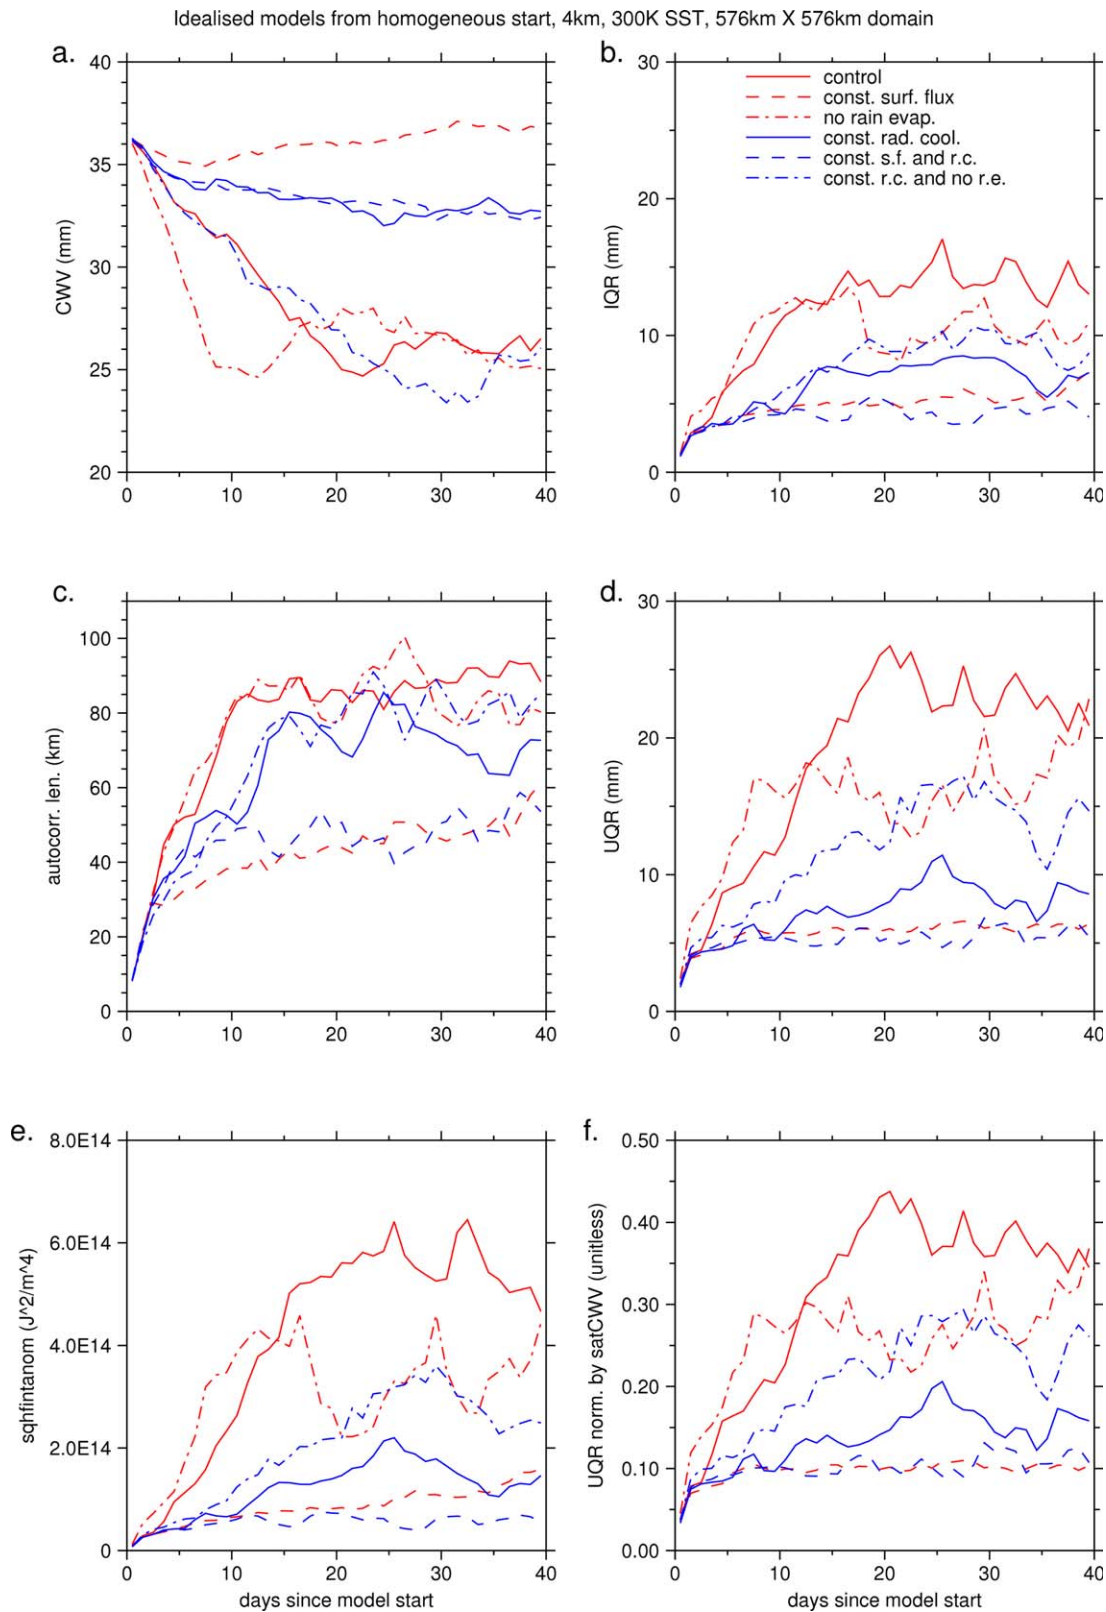 Idealised models from homogeneous start, 4km, 300K SST, 576km X 576km domain
a.
40
35
30
25
20
CWV (mm)
0 10 20 30 40
b.
30
20
10
0
IQR (mm)
control
const. surf. flux
no rain evap.
const. rad. cool.
const. s.f. and r.c.
const. r.c. and no r.e.
0 10 20 30 40
c.
100
80
60
40
20
0
autocorr. len. (km)
0 10 20 30 40
d.
30
20
10
0
UQR (mm)
0 10 20 30 40
e.
8.0E14
6.0E14
4.0E14
2.0E14
0
sqhfintanom (J^2/m^4)
0 10 20 30 40
days since model start
f.
0.50
0.40
0.30
0.20
0.10
0.00
UQR norm. by satCWV (unitless)
0 10 20 30 40
days since model start